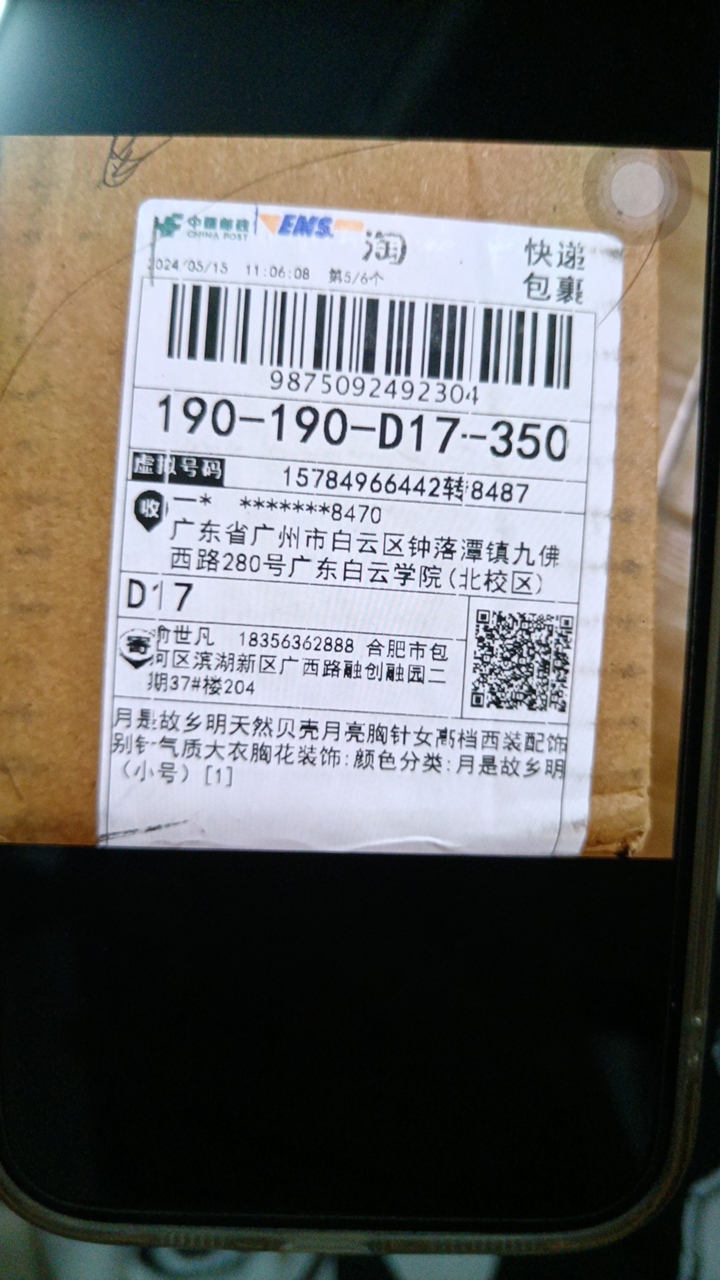 中国邮政 EMS 淘 快递
CHINA POST 包裹
2024/05/15 11:06:08 第5/6个
9875092492304
190-190-D17--350
虚拟号码 15784966442转8487
收 一* *******8470
广东省广州市白云区钟落潭镇九佛
西路280号广东白云学院(北校区)
D17
寄 俞世凡 18356362888 合肥市包
河区滨湖新区广西路融创融园二
期37#楼204
月是故乡明天然贝壳月亮胸针女高档西装配饰
别针气质大衣胸花装饰:颜色分类:月是故乡明
(小号) [1]